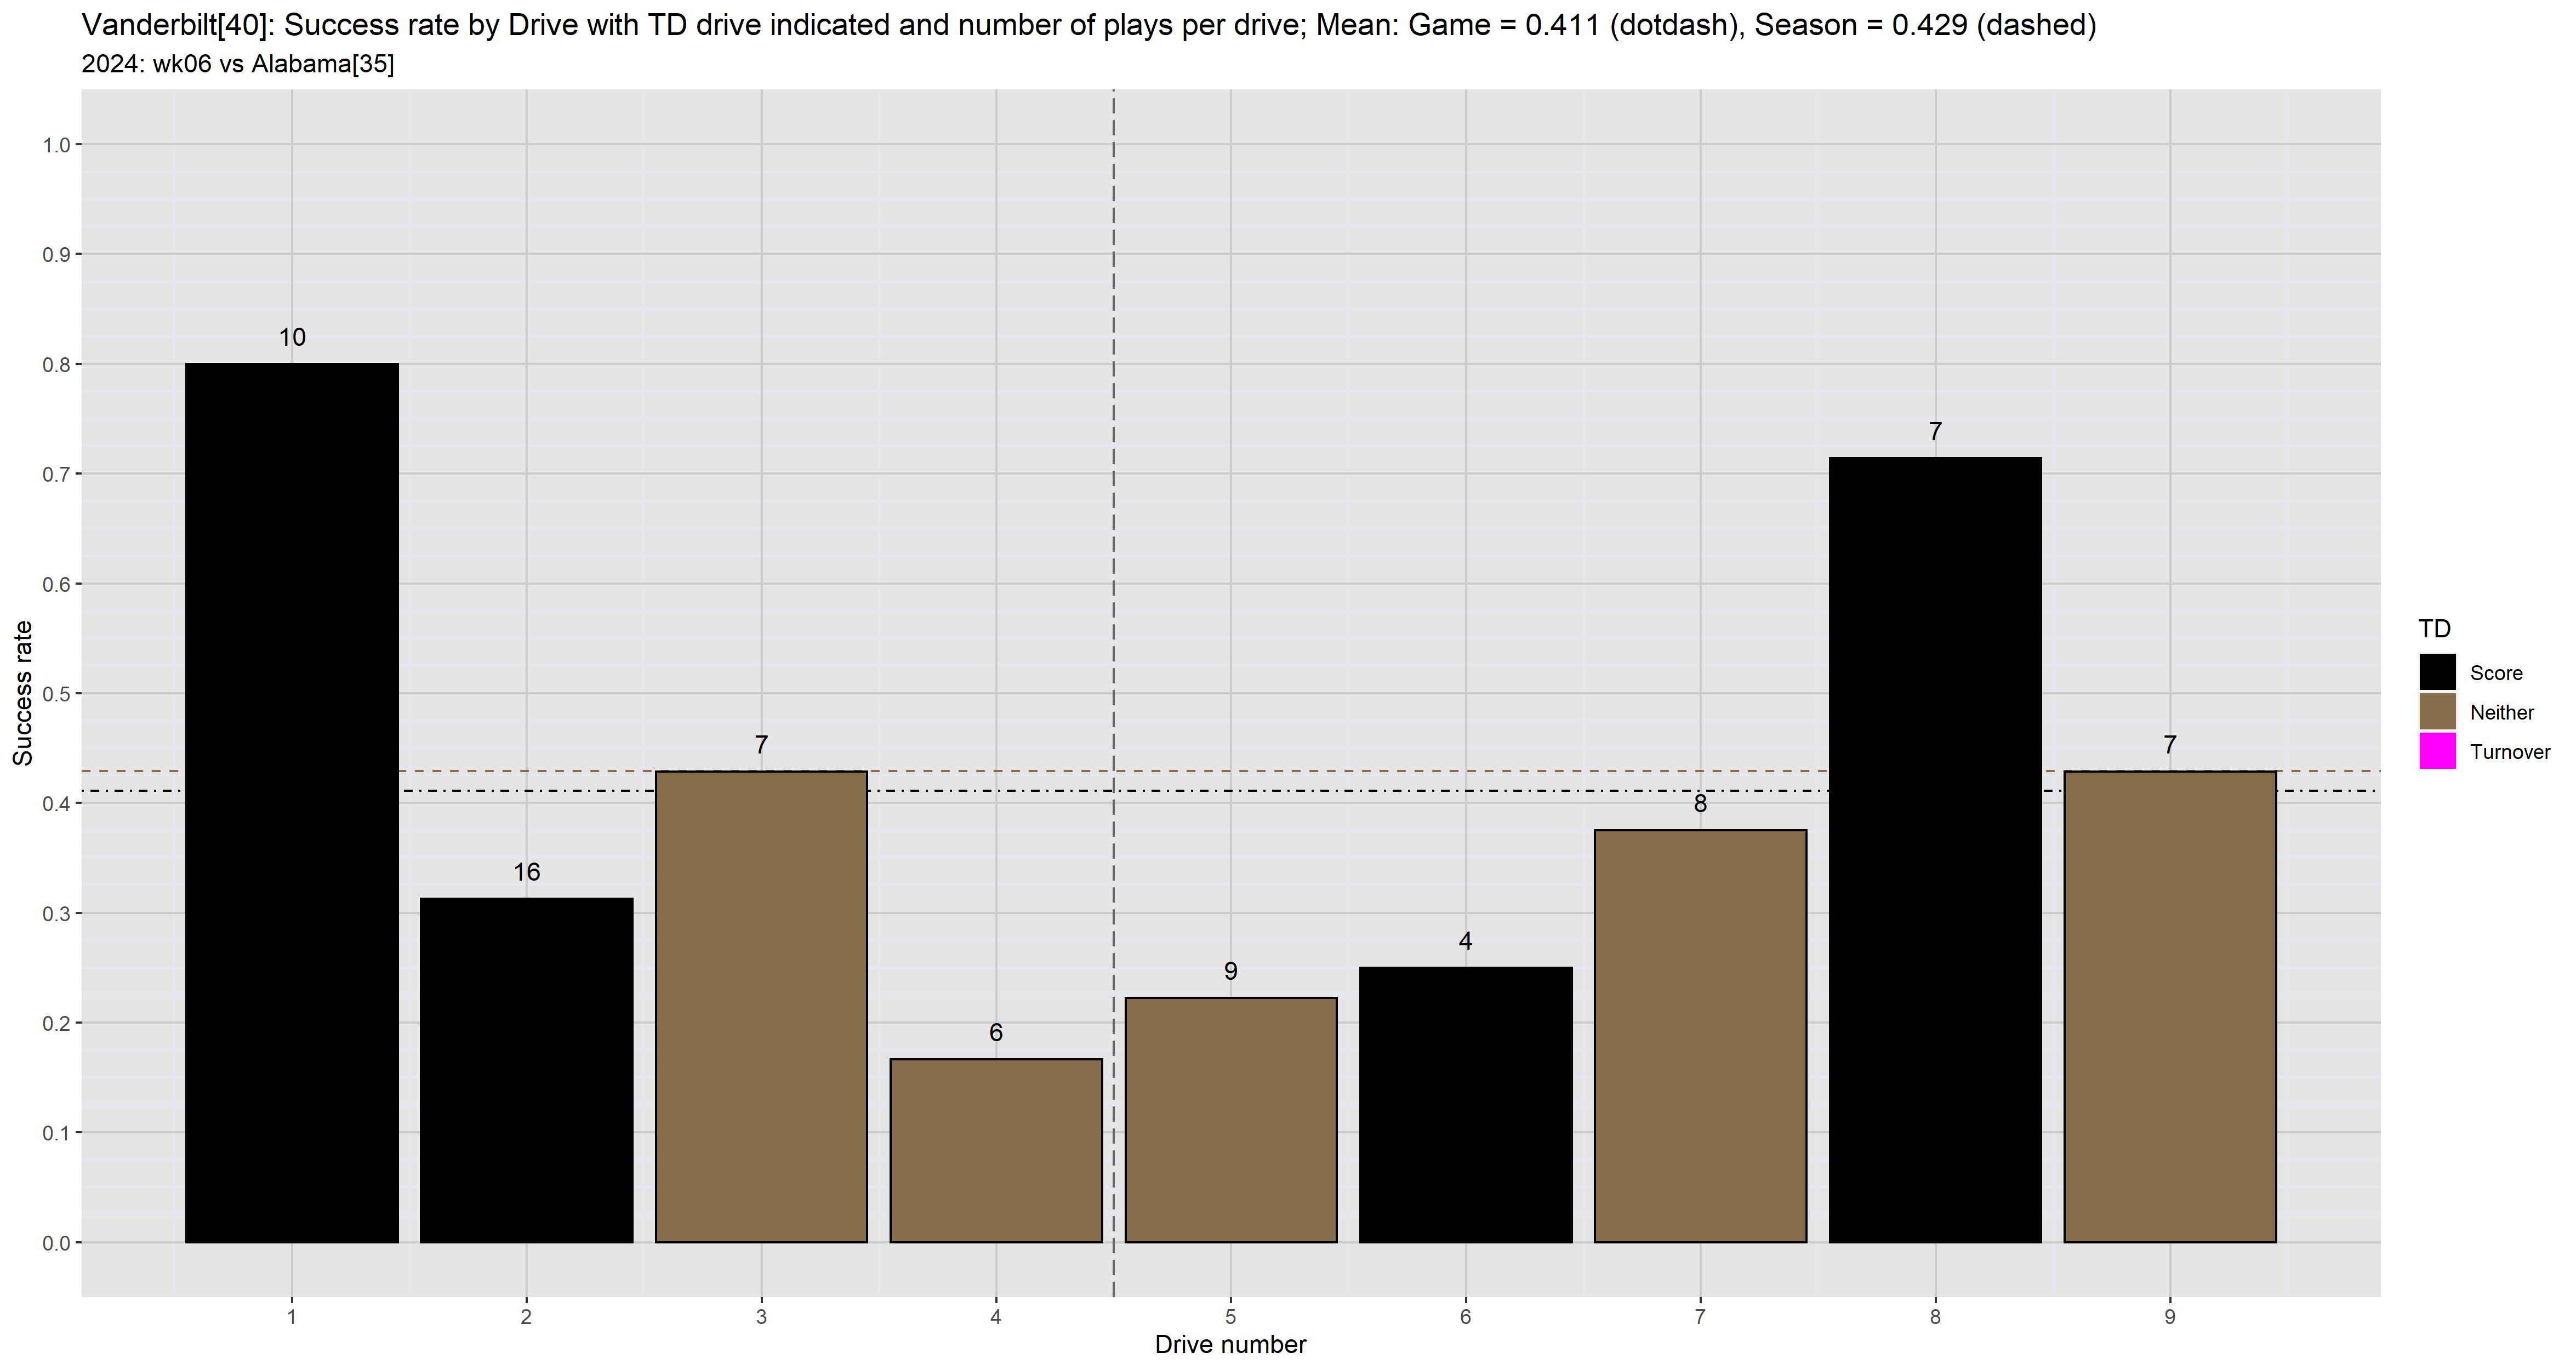 Vanderbilt[40]: Success rate by Drive with TD drive indicated and number of plays per drive; Mean: Game = 0.411 (dotdash), Season = 0.429 (dashed)
2024: wk06 vs Alabama[35]
Success rate
1.0
0.9
0.8
0.7
0.6
0.5
0.4
0.3
0.2
0.1
0.0
10
16
7
6
9
4
8
7
7
1 2 3 4 5 6 7 8 9
Drive number
TD
Score
Neither
Turnover